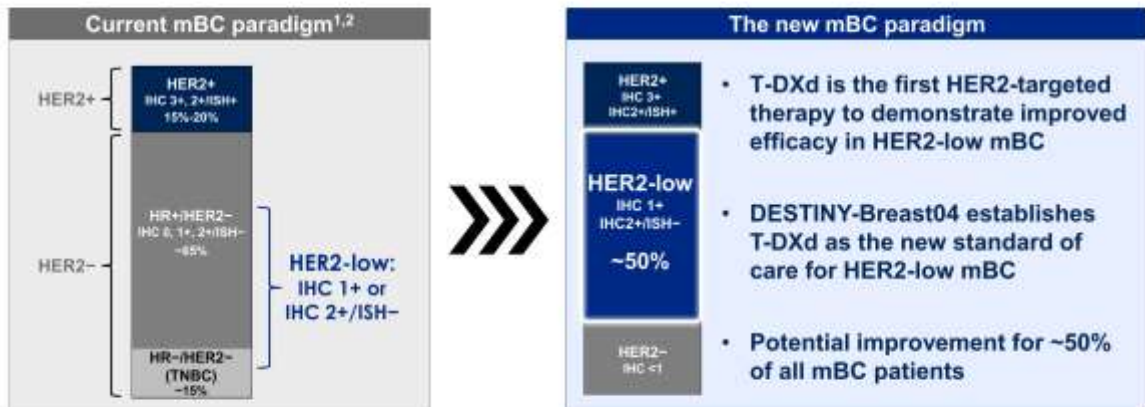 Current mBC paradigm1,2
HER2+
HER2+
IHC 3+, 2+/ISH+
15%-20%
HER2−
HR+/HER2−
IHC 0, 1+, 2+/ISH−
~65%
HER2-low:
IHC 1+ or
IHC 2+/ISH−
HR−/HER2−
(TNBC)
~15%
The new mBC paradigm
HER2+
IHC 3+
IHC2+/ISH+
HER2-low
IHC 1+
IHC2+/ISH−
~50%
HER2−
IHC <1
• T-DXd is the first HER2-targeted
therapy to demonstrate improved
efficacy in HER2-low mBC
• DESTINY-Breast04 establishes
T-DXd as the new standard of
care for HER2-low mBC
• Potential improvement for ~50%
of all mBC patients